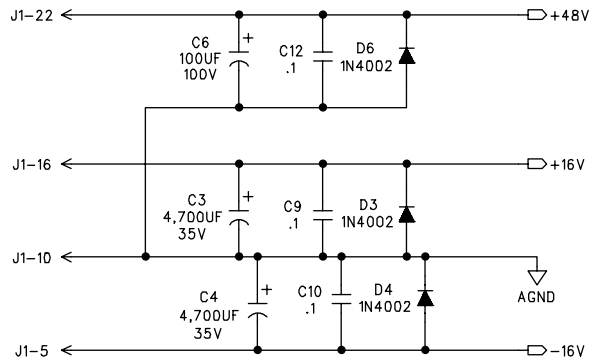 J1-22
+48V
C6
100UF
100V
+
C12
.1
D6
1N4002
J1-16
+16V
C3
4,700UF
35V
+
C9
.1
D3
1N4002
J1-10
AGND
C4
4,700UF
35V
+
C10
.1
D4
1N4002
J1-5
-16V